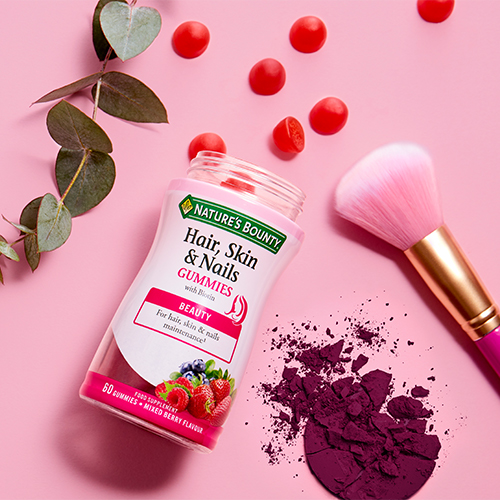 NATURE'S BOUNTY®
Hair, Skin
& Nails
GUMMIES
with Biotin
BEAUTY
For hair, skin & nails
maintenance¹
FOOD SUPPLEMENT
60 GUMMIES • MIXED BERRY FLAVOUR